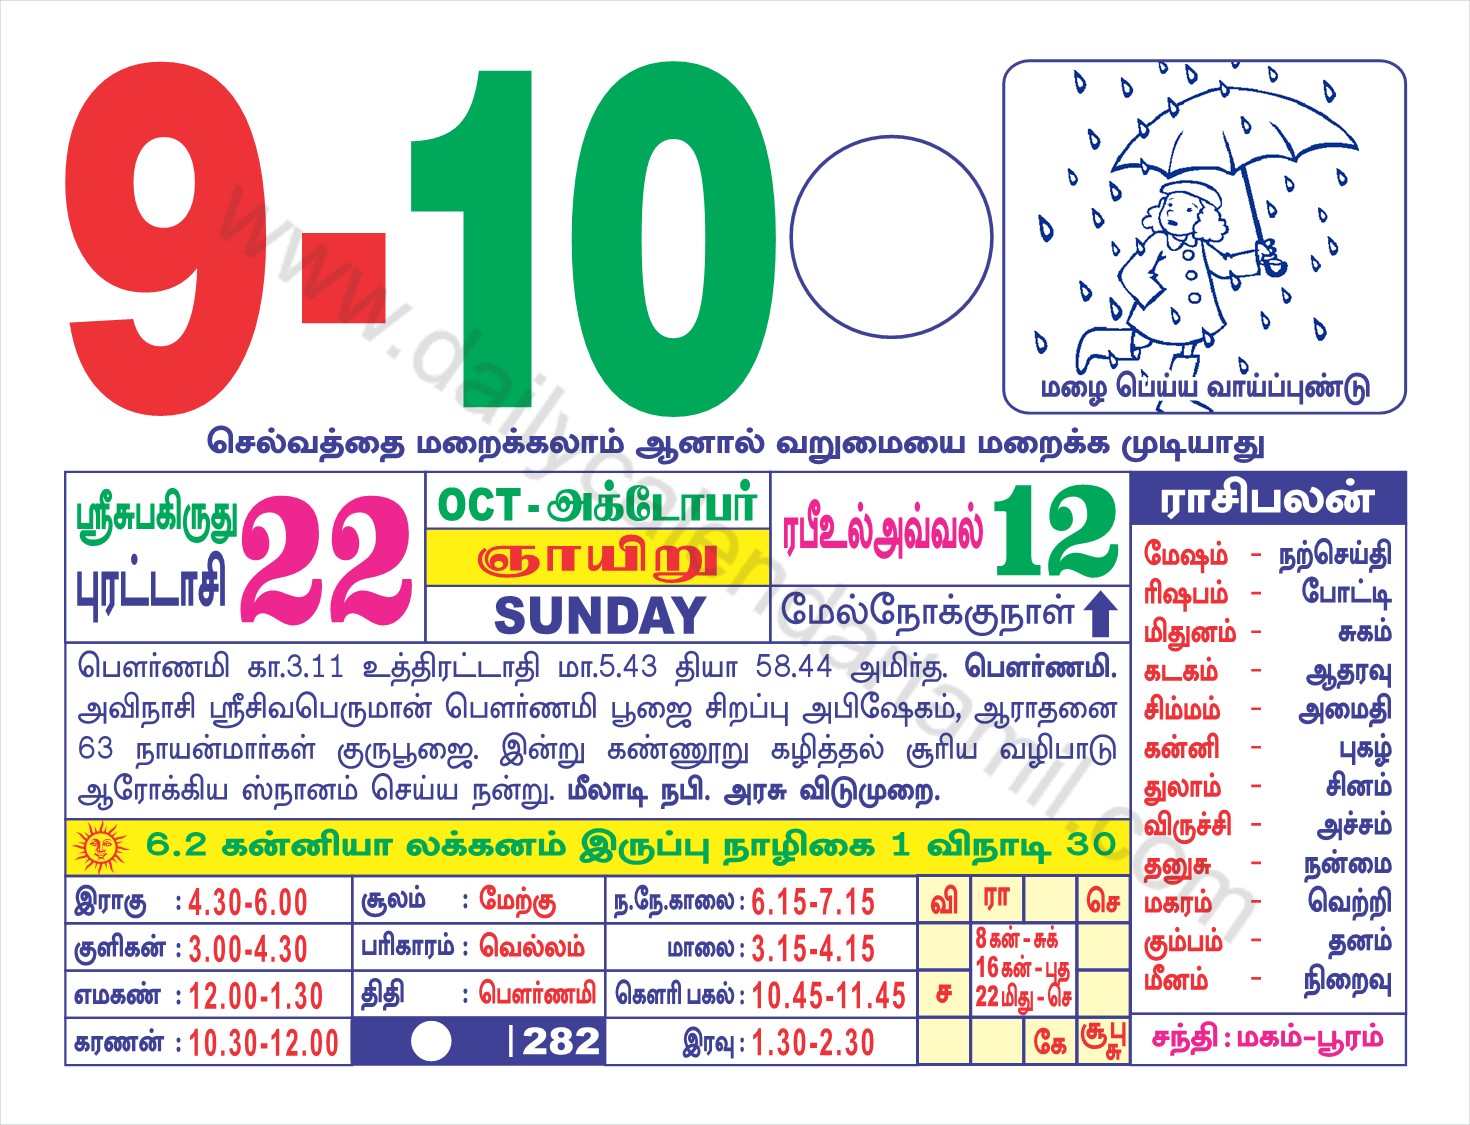 9-10
மழை பெய்ய வாய்ப்புண்டு
செல்வத்தை மறைக்கலாம் ஆனால் வறுமையை மறைக்க முடியாது
ஸ்ரீசுபகிருது
புரட்டாசி
22
OCT - அக்டோபர்
ஞாயிறு
SUNDAY
ரபீஉல்அவ்வல் 12
மேல்நோக்குநாள்
பௌர்ணமி கா.3.11 உத்திரட்டாதி மா.5.43 தியா 58.44 அமிர்த. பௌர்ணமி.
அவிநாசி ஸ்ரீசிவபெருமான் பௌர்ணமி பூஜை சிறப்பு அபிஷேகம், ஆராதனை
63 நாயன்மார்கள் குருபூஜை. இன்று கண்ணூறு கழித்தல் சூரிய வழிபாடு
ஆரோக்கிய ஸ்நானம் செய்ய நன்று. மீலாடி நபி. அரசு விடுமுறை.
6.2 கன்னியா லக்கனம் இருப்பு நாழிகை 1 விநாடி 30
இராகு : 4.30-6.00
குளிகன் : 3.00-4.30
எமகண் : 12.00-1.30
கரணன் : 10.30-12.00
சூலம் : மேற்கு
பரிகாரம் : வெல்லம்
திதி : பௌர்ணமி
282
ந.நே.காலை : 6.15-7.15
மாலை : 3.15-4.15
கௌரி பகல் : 10.45-11.45
இரவு : 1.30-2.30
வி ரா செ
8 கன் - சுக்
16 கன் - புத
ச 22 மிது - செ
கே சூ பு சு
ராசிபலன்
மேஷம் - நற்செய்தி
ரிஷபம் - போட்டி
மிதுனம் - சுகம்
கடகம் - ஆதரவு
சிம்மம் - அமைதி
கன்னி - புகழ்
துலாம் - சினம்
விருச்சி - அச்சம்
தனுசு - நன்மை
மகரம் - வெற்றி
கும்பம் - தனம்
மீனம் - நிறைவு
சந்தி : மகம்-பூரம்
www.dailycalendartamil.com